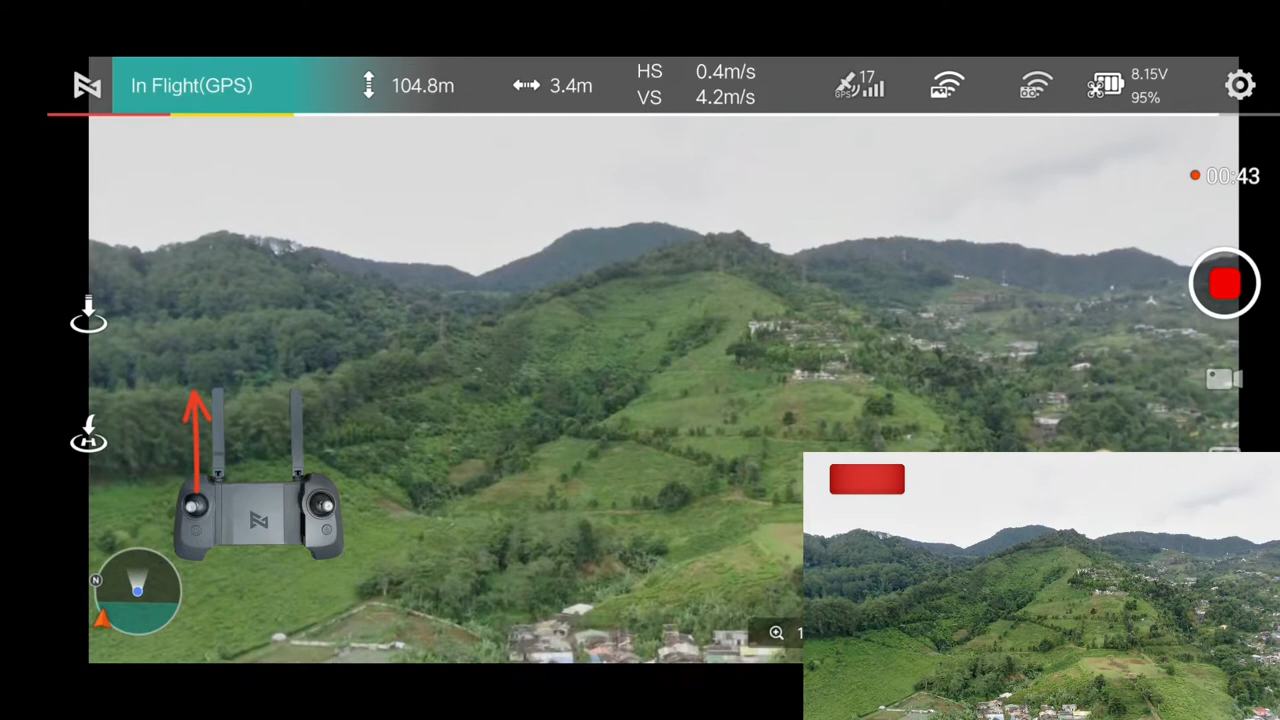 In Flight(GPS)
104.8m
3.4m
HS 0.4m/s
VS 4.2m/s
GPS
17
8.15V
95%
00:43
H
N
1